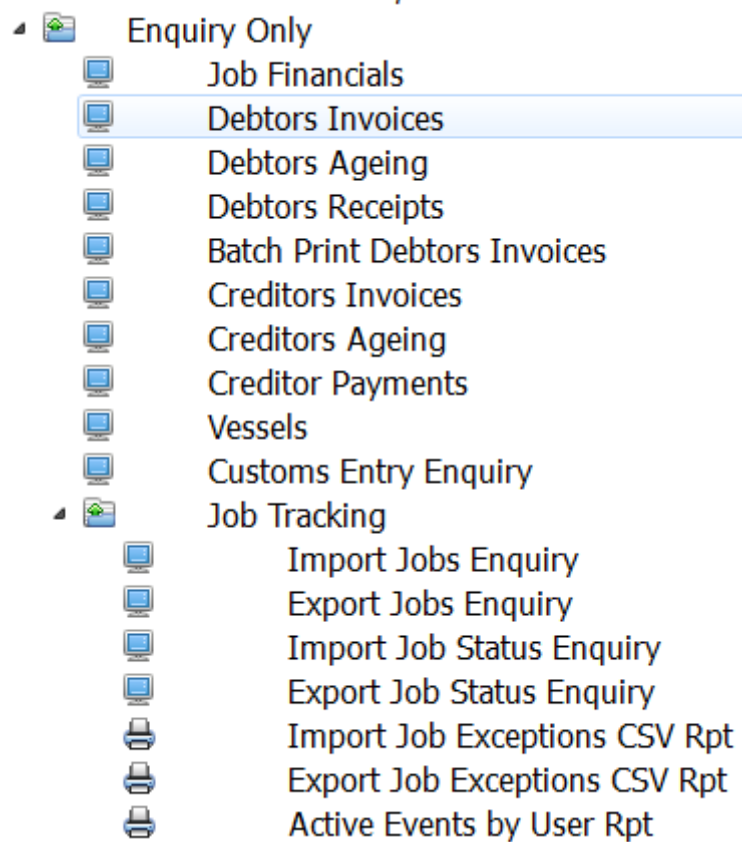 Enquiry Only
Job Financials
Debtors Invoices
Debtors Ageing
Debtors Receipts
Batch Print Debtors Invoices
Creditors Invoices
Creditors Ageing
Creditor Payments
Vessels
Customs Entry Enquiry
Job Tracking
Import Jobs Enquiry
Export Jobs Enquiry
Import Job Status Enquiry
Export Job Status Enquiry
Import Job Exceptions CSV Rpt
Export Job Exceptions CSV Rpt
Active Events by User Rpt